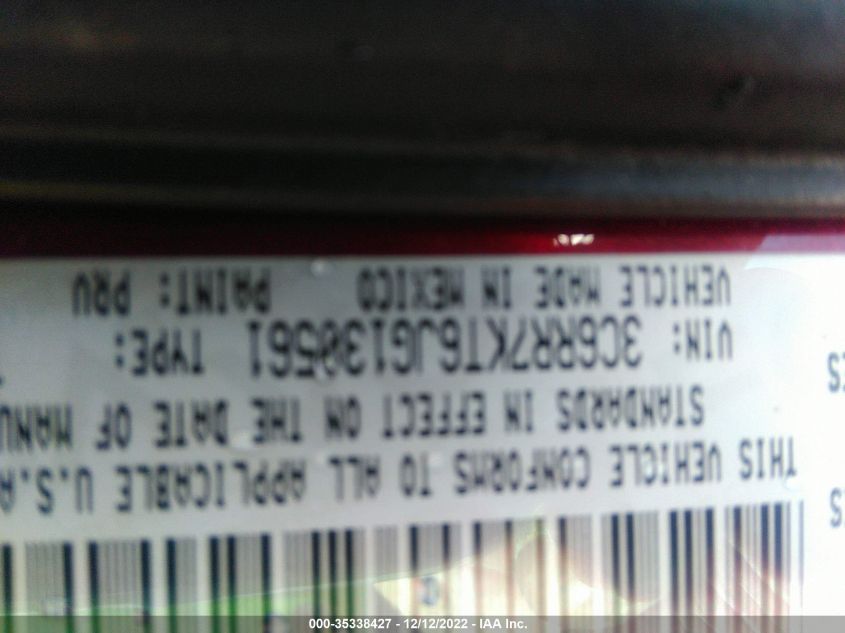 THIS VEHICLE CONFORMS TO ALL APPLICABLE U.S.A
STANDARDS IN EFFECT ON THE DATE OF MANU
VIN: 3C6RR7KT6JG130561 TYPE:
VEHICLE MADE IN MEXICO PAINT: PRV
000-35338427 - 12/12/2022 - IAA Inc.